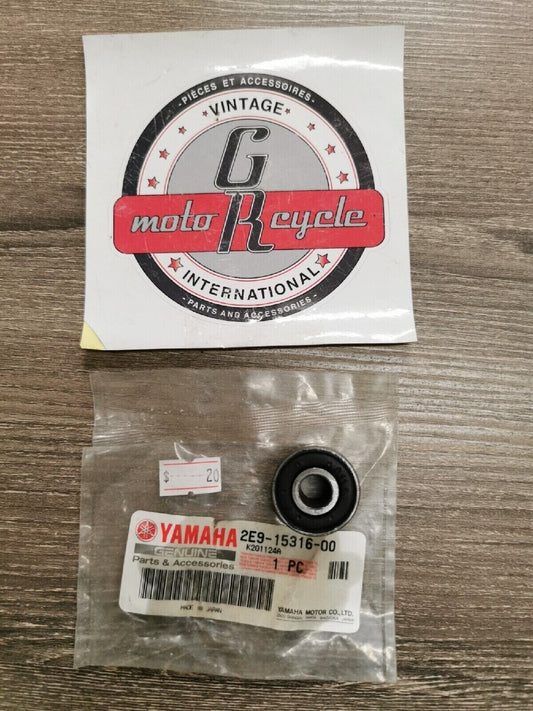 - PIÈCES ET ACCESSOIRES -
VINTAGE
GR
moto cycle
INTERNATIONAL
- PARTS AND ACCESSORIES -
$ 20
YAMAHA 2E9-15316-00
GENUINE K201124A
Parts & Accessories 1 PC
MADE IN JAPAN
YAMAHA MOTOR CO., LTD.